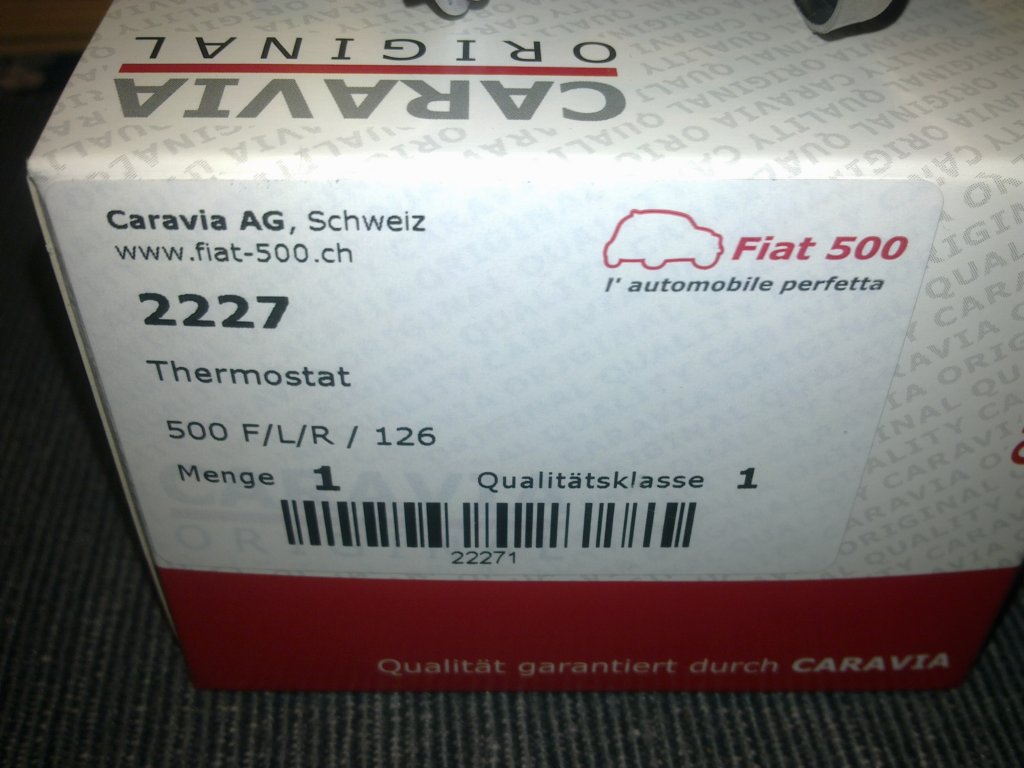 ORIGINAL
CARAVIA
Caravia AG, Schweiz
www.fiat-500.ch
Fiat 500
l' automobile perfetta
2227
Thermostat
500 F/L/R / 126
Menge 1 Qualitätsklasse 1
22271
Qualität garantiert durch CARAVIA